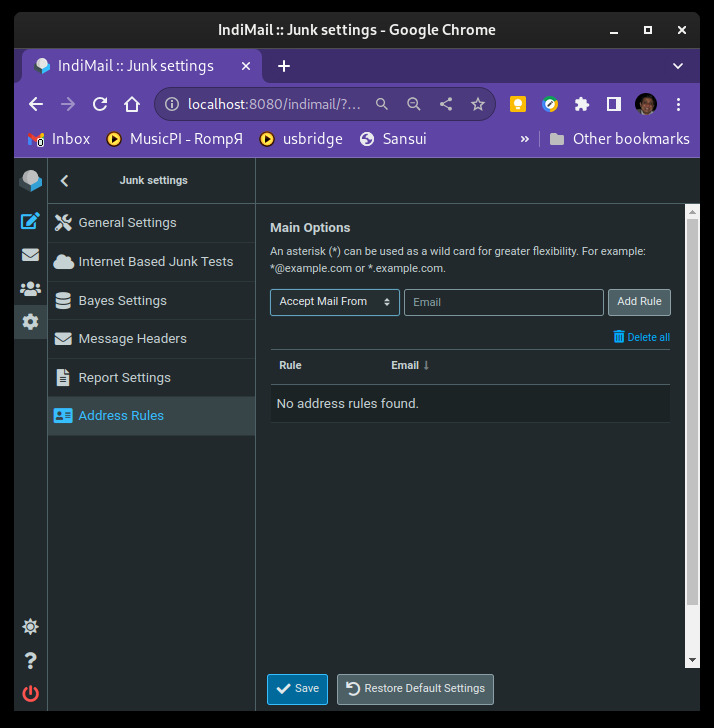 IndiMail :: Junk settings - Google Chrome
IndiMail :: Junk settings
localhost:8080/indimail/?...
Inbox
MusicPI - RompЯ
usbridge
Sansui
»
Other bookmarks
Junk settings
General Settings
Internet Based Junk Tests
Bayes Settings
Message Headers
Report Settings
Address Rules
Main Options
An asterisk (*) can be used as a wild card for greater flexibility. For example:
*@example.com or *.example.com.
Accept Mail From
Email
Add Rule
Delete all
Rule
Email ↓
No address rules found.
Save
Restore Default Settings